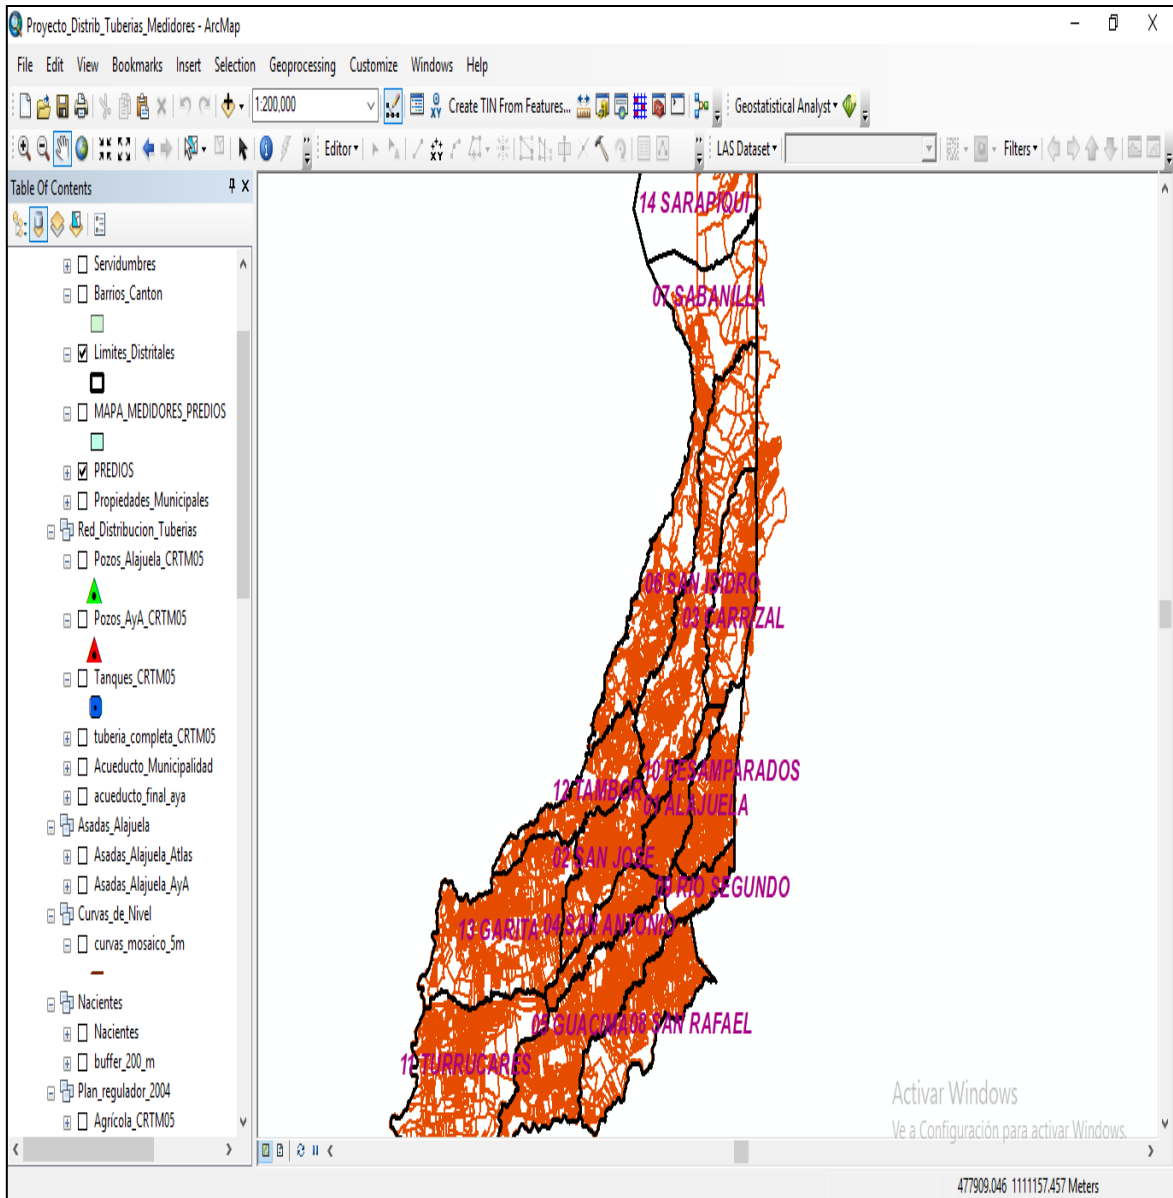 Proyecto_Distrib_Tuberias_Medidores - ArcMap
File Edit View Bookmarks Insert Selection Geoprocessing Customize Windows Help
1:200,000 Create TIN From Features... Geostatistical Analyst
Editor LAS Dataset Filters
Table Of Contents
Servidumbres
Barrios_Canton
Limites_Distritales
MAPA_MEDIDORES_PREDIOS
PREDIOS
Propiedades_Municipales
Red_Distribucion_Tuberias
Pozos_Alajuela_CRTM05
Pozos_AyA_CRTM05
Tanques_CRTM05
tuberia_completa_CRTM05
Acueducto_Municipalidad
acueducto_final_aya
Asadas_Alajuela
Asadas_Alajuela_Atlas
Asadas_Alajuela_AyA
Curvas_de_Nivel
curvas_mosaico_5m
Nacientes
Nacientes
buffer_200_m
Plan_regulador_2004
Agrícola_CRTM05
14 SARAPIQUI
07 SABANILLA
06 SAN ISIDRO
03 CARRIZAL
10 DESAMPARADOS
12 TAMBOR
01 ALAJUELA
02 SAN JOSE
09 RIO SEGUNDO
13 GARITA
04 SAN ANTONIO
05 GUACIMA
08 SAN RAFAEL
11 TURRUCARES
Activar Windows
Ve a Configuración para activar Windows.
477909.046 1111157.457 Meters